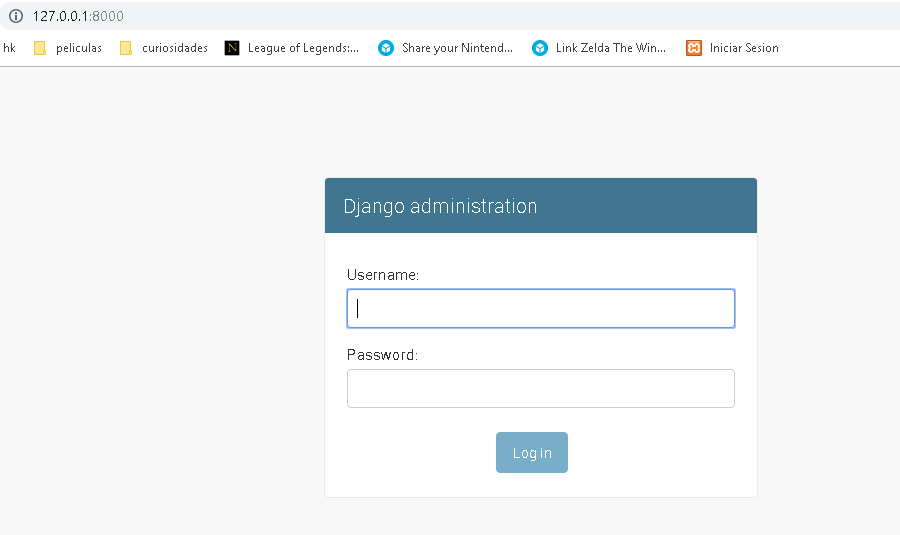 127.0.0.1:8000
hk peliculas curiosidades League of Legends:... Share your Nintend... Link Zelda The Win... Iniciar Sesion
Django administration
Username:
Password:
Log in